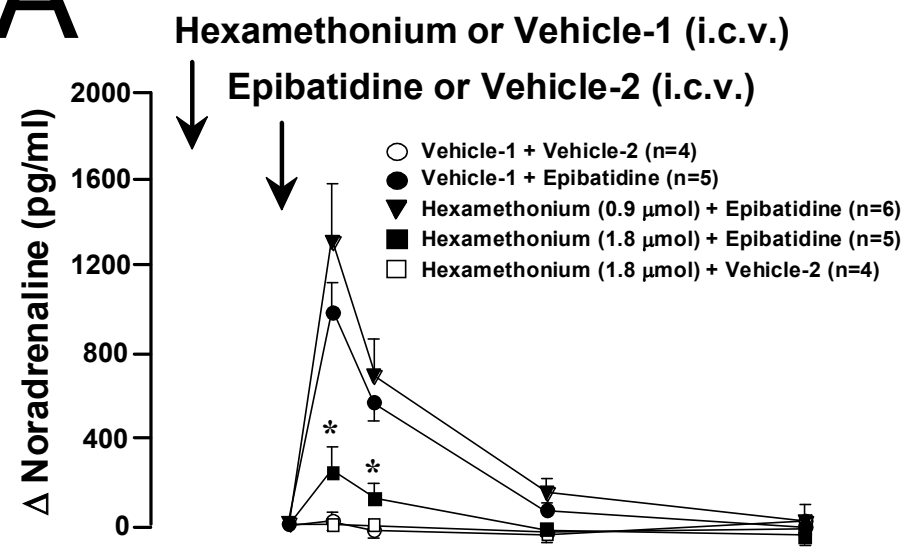 A
Hexamethonium or Vehicle-1 (i.c.v.)
Epibatidine or Vehicle-2 (i.c.v.)
Δ Noradrenaline (pg/ml)
2000
1600
1200
800
400
0
Vehicle-1 + Vehicle-2 (n=4)
Vehicle-1 + Epibatidine (n=5)
Hexamethonium (0.9 μmol) + Epibatidine (n=6)
Hexamethonium (1.8 μmol) + Epibatidine (n=5)
Hexamethonium (1.8 μmol) + Vehicle-2 (n=4)
*
*